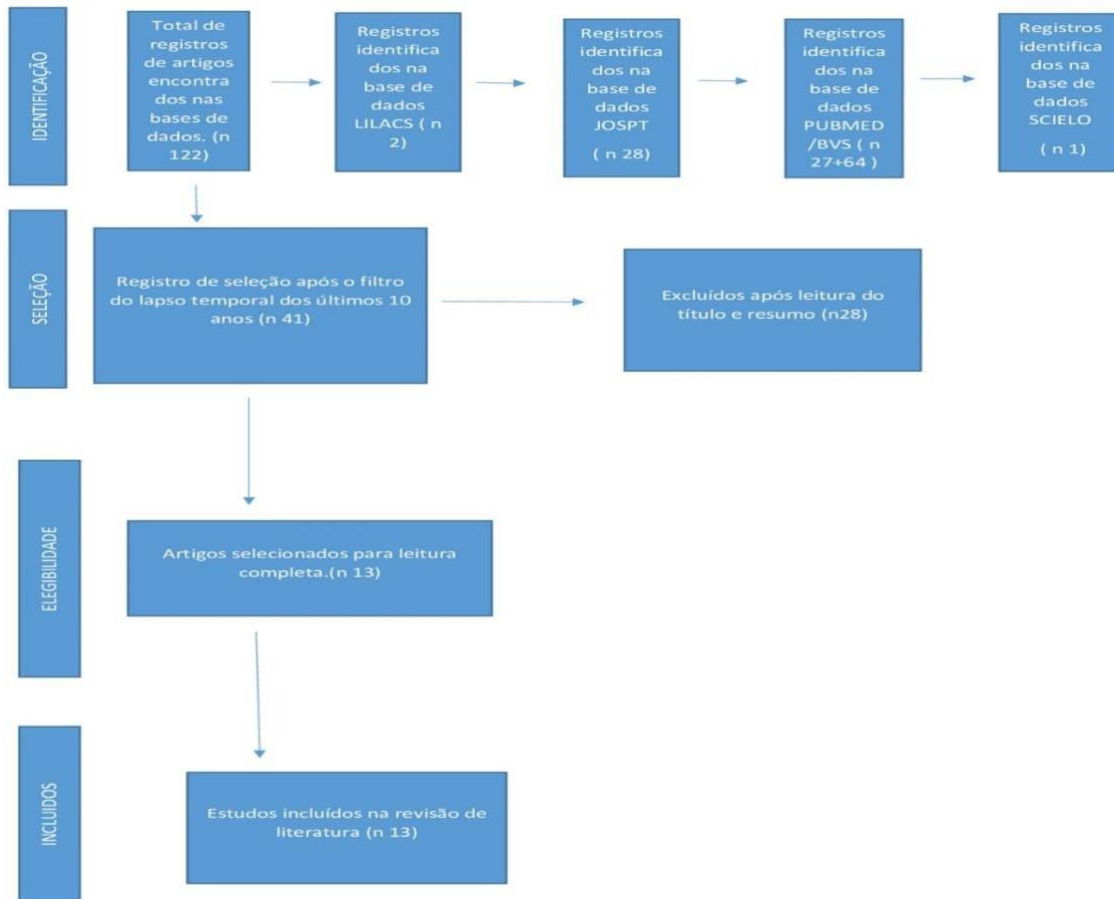 IDENTIFICAÇÃO
Total de
registros
de artigos
encontra
dos nas
bases de
dados. (n
122)
Registros
identifica
dos na
base de
dados
LILACS ( n
2)
Registros
identifica
dos na
base de
dados
JOSPT
( n 28)
Registros
identifica
dos na
base de
dados
PUBMED
/BVS ( n
27+64 )
Registros
identifica
dos na
base de
dados
SCIELO
( n 1)
SELEÇÃO
Registro de seleção após o filtro
do lapso temporal dos últimos 10
anos (n 41)
Excluídos após leitura do
título e resumo (n28)
ELEGIBILIDADE
Artigos selecionados para leitura
completa.(n 13)
INCLUIDOS
Estudos incluídos na revisão de
literatura (n 13)